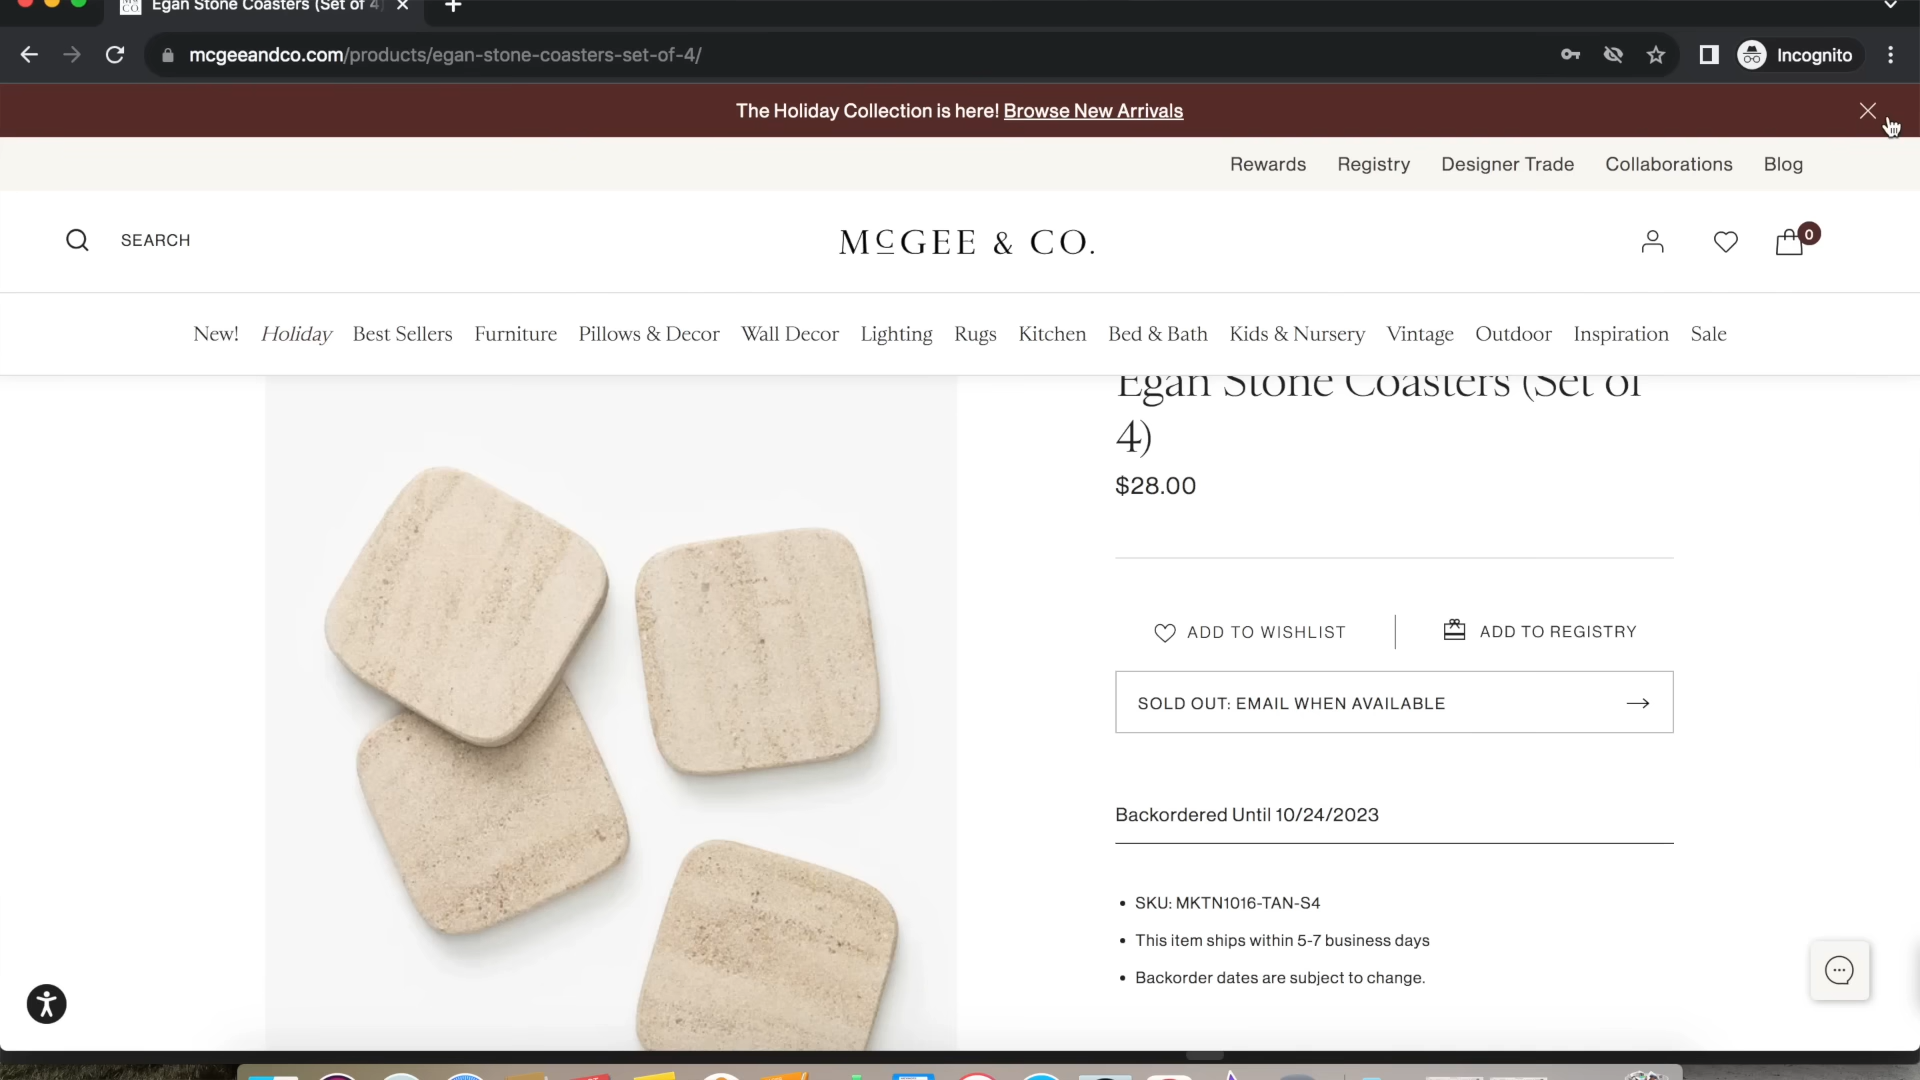 Egan Stone Coasters (Set of 4)
mcgeeandco.com/products/egan-stone-coasters-set-of-4/
Incognito
The Holiday Collection is here! Browse New Arrivals
Rewards Registry Designer Trade Collaborations Blog
SEARCH
McGEE & CO.
0
New! Holiday Best Sellers Furniture Pillows & Decor Wall Decor Lighting Rugs Kitchen Bed & Bath Kids & Nursery Vintage Outdoor Inspiration Sale
Egan Stone Coasters (Set of
4)
$28.00
ADD TO WISHLIST
ADD TO REGISTRY
SOLD OUT: EMAIL WHEN AVAILABLE
Backordered Until 10/24/2023
• SKU: MKTN1016-TAN-S4
• This item ships within 5-7 business days
• Backorder dates are subject to change.